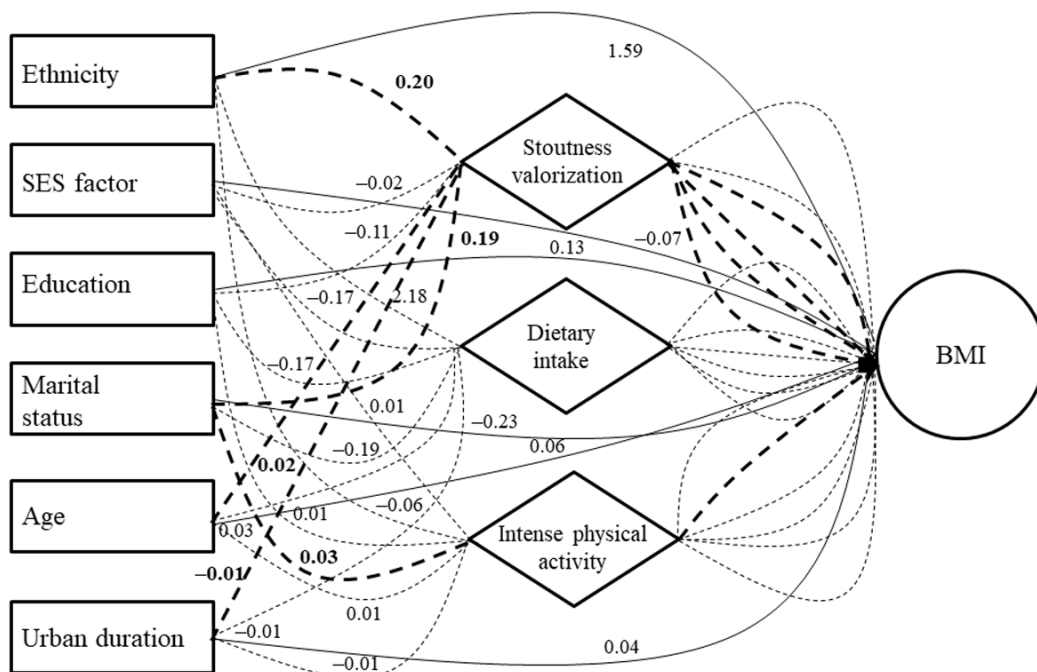 Ethnicity
1.59
0.20
Stoutness
valorization
SES factor
–0.02
–0.11
0.19
–0.07
0.13
Education
–0.17
2.18
Dietary
intake
BMI
–0.17
Marital
status
0.01
–0.23
0.06
–0.19
0.02
Age
–0.06
0.01
0.03
0.03
Intense physical
activity
–0.01
0.01
Urban duration
–0.01
0.04
–0.01